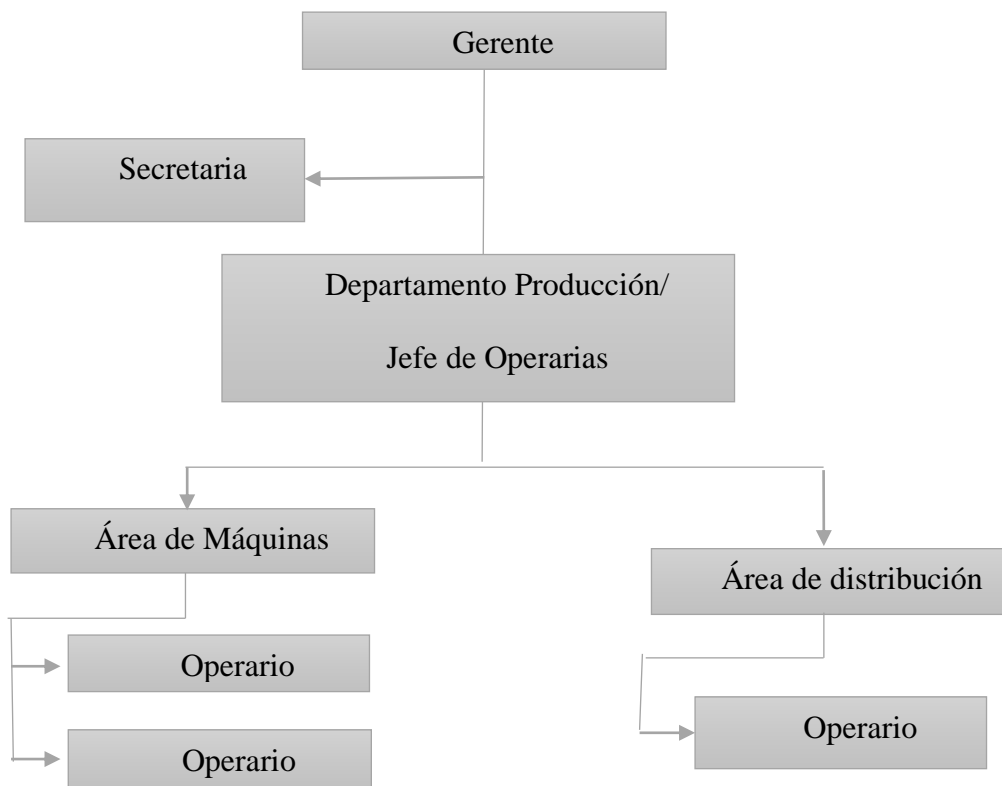 Gerente
Secretaria
Departamento Producción/
Jefe de Operarias
Área de Máquinas
Área de distribución
Operario
Operario
Operario